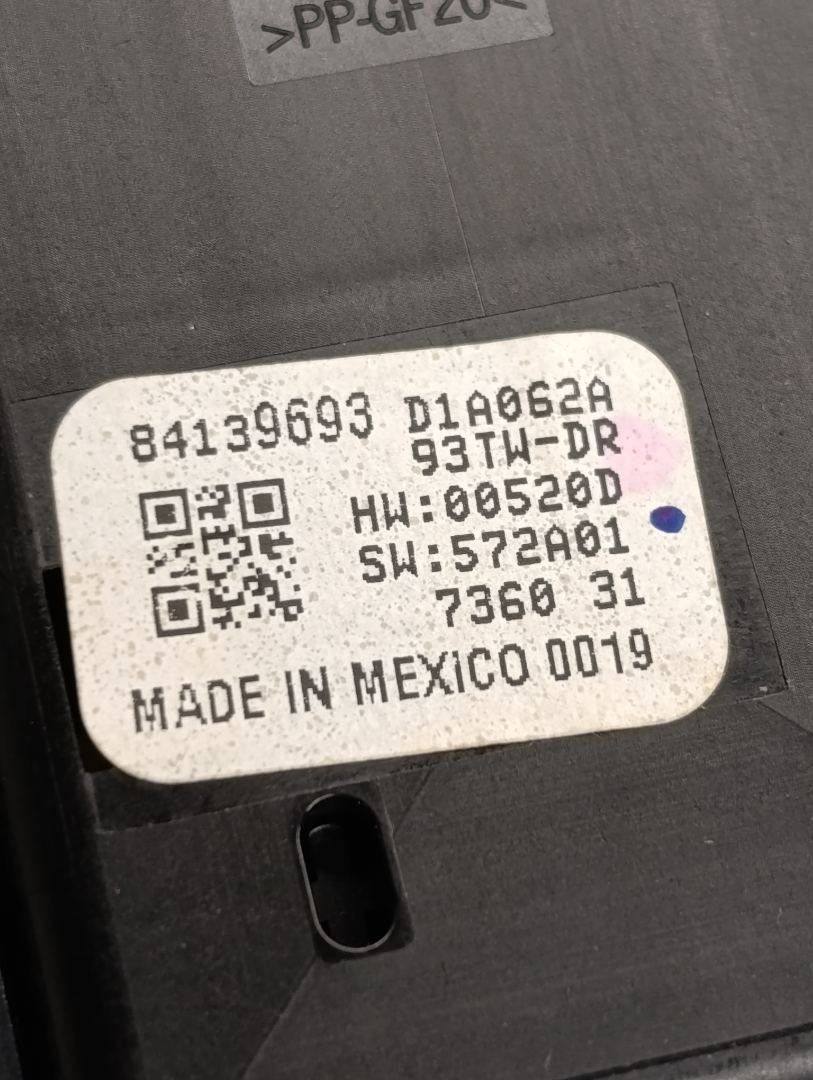 >PP-GF20<
84139693 D1A062A
93TW-DR
HW:00520D
SW:572A01
7360 31
MADE IN MEXICO 0019